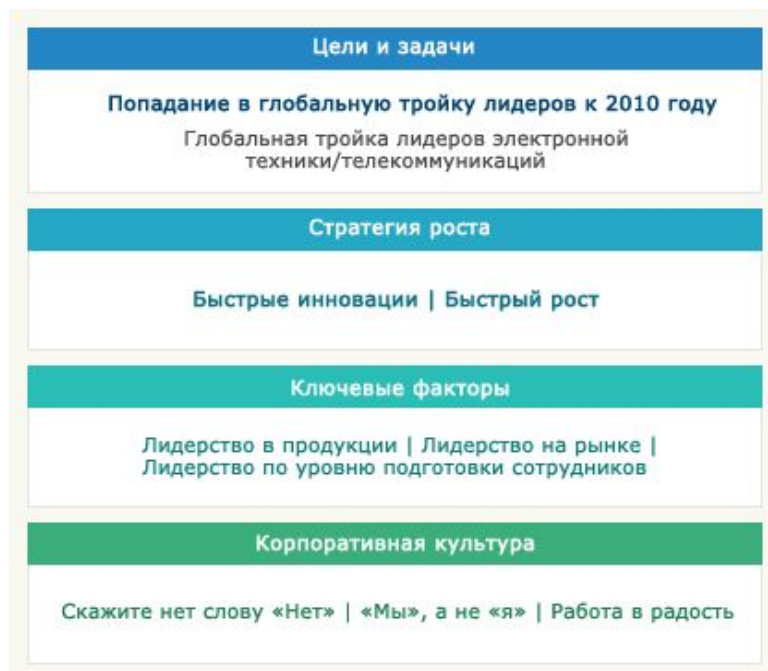 Цели и задачи
Попадание в глобальную тройку лидеров к 2010 году
Глобальная тройка лидеров электронной
техники/телекоммуникаций
Стратегия роста
Быстрые инновации | Быстрый рост
Ключевые факторы
Лидерство в продукции | Лидерство на рынке |
Лидерство по уровню подготовки сотрудников
Корпоративная культура
Скажите нет слову «Нет» | «Мы», а не «я» | Работа в радость